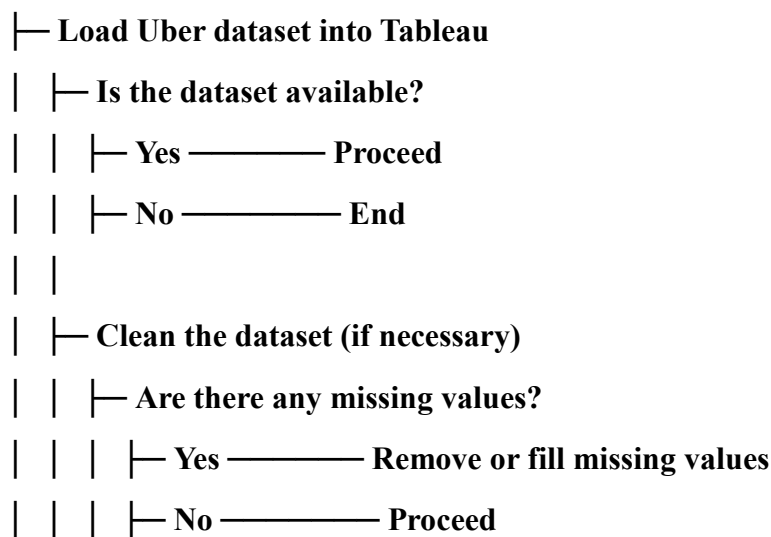 ├─ Load Uber dataset into Tableau
│ ├─ Is the dataset available?
│ │ ├─ Yes ─────── Proceed
│ │ ├─ No ──────── End
│ │
│ ├─ Clean the dataset (if necessary)
│ │ ├─ Are there any missing values?
│ │ │ ├─ Yes ─────── Remove or fill missing values
│ │ │ ├─ No ──────── Proceed